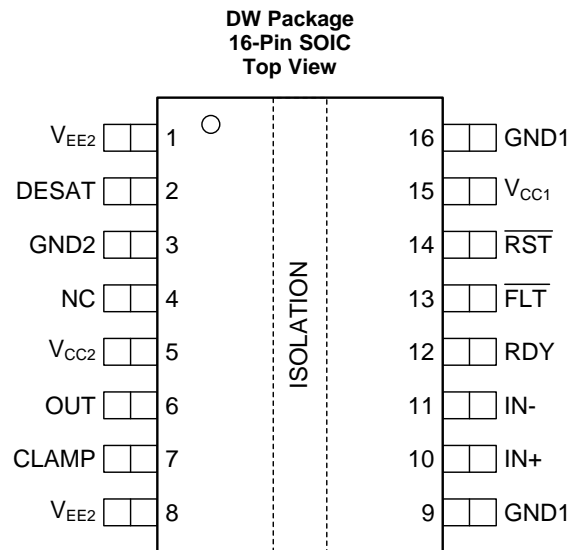 DW Package
16-Pin SOIC
Top View
VEE2 1 16 GND1
DESAT 2 15 VCC1
GND2 3 14 R̅S̅T̅
NC 4 13 F̅L̅T̅
VCC2 5 12 RDY
OUT 6 11 IN-
CLAMP 7 10 IN+
VEE2 8 9 GND1
ISOLATION